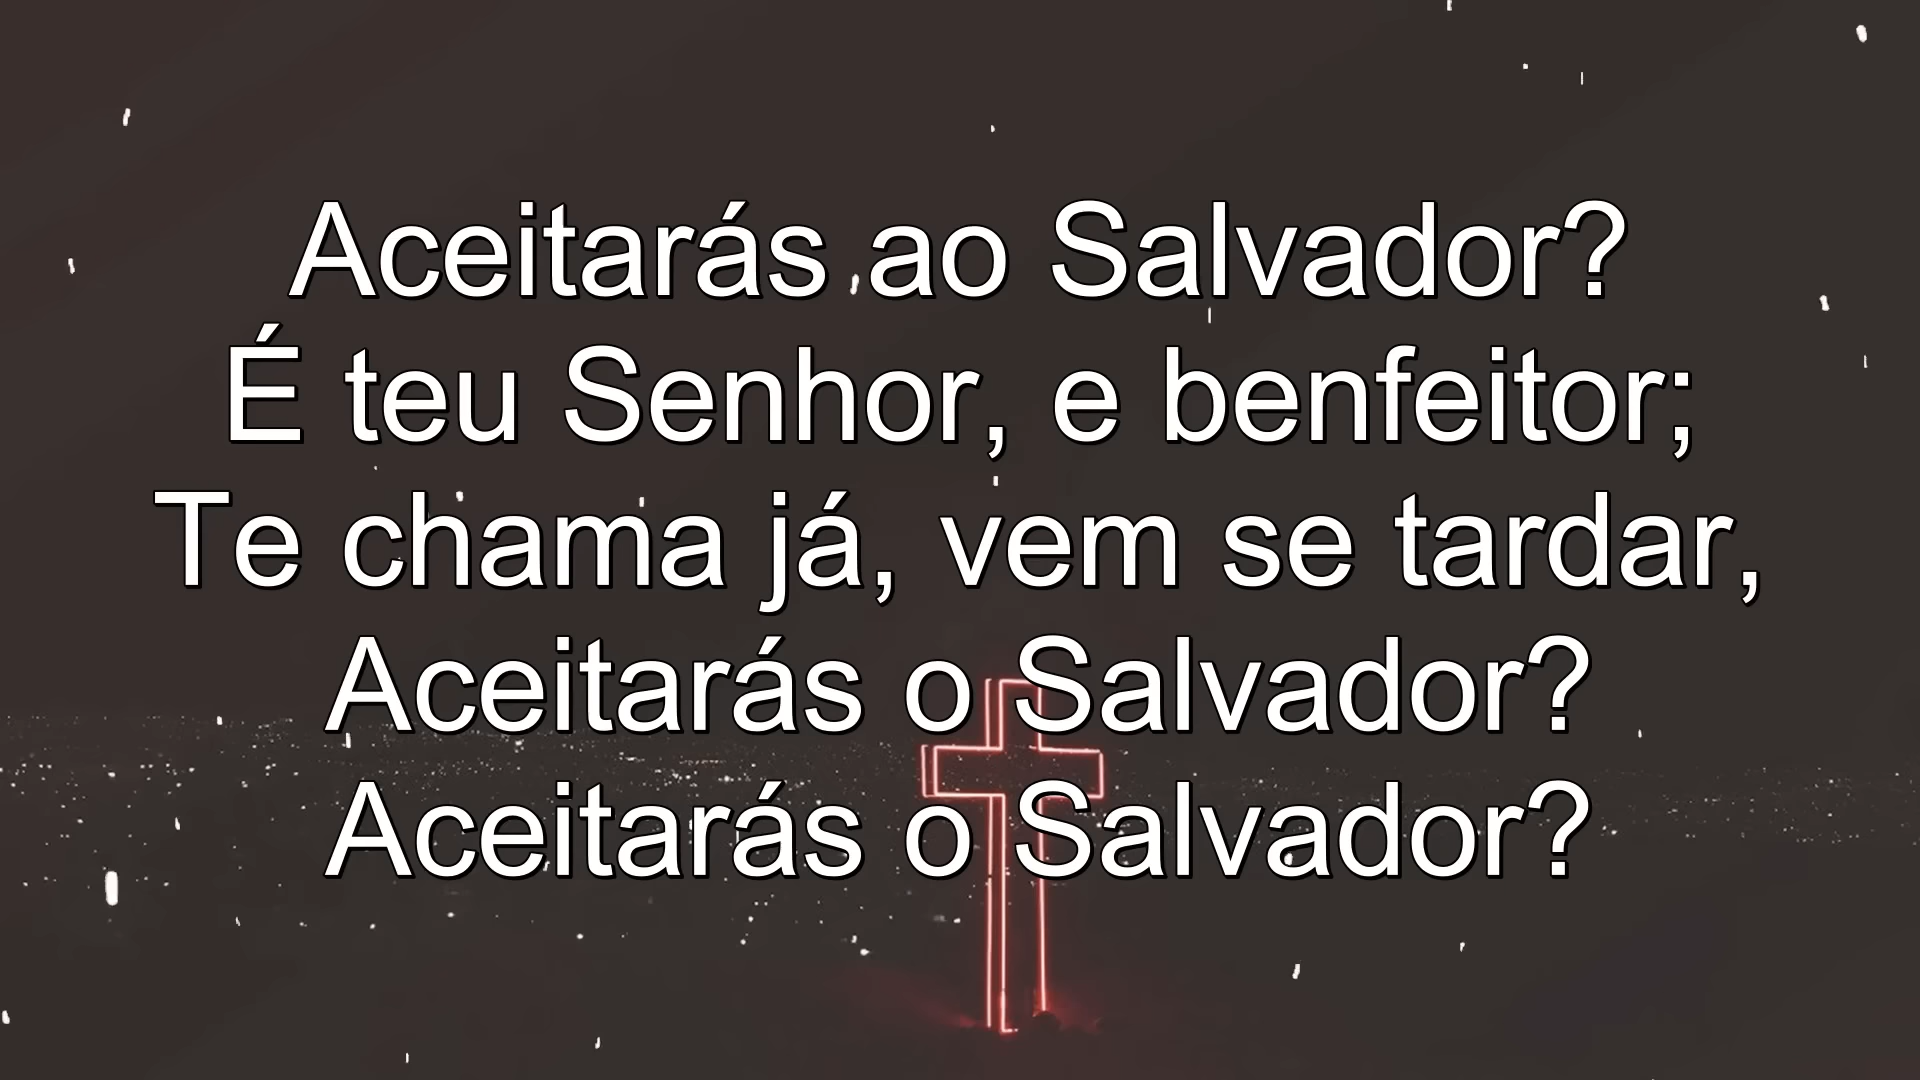 Aceitarás ao Salvador?
É teu Senhor, e benfeitor;
Te chama já, vem se tardar,
Aceitarás o Salvador?
Aceitarás o Salvador?